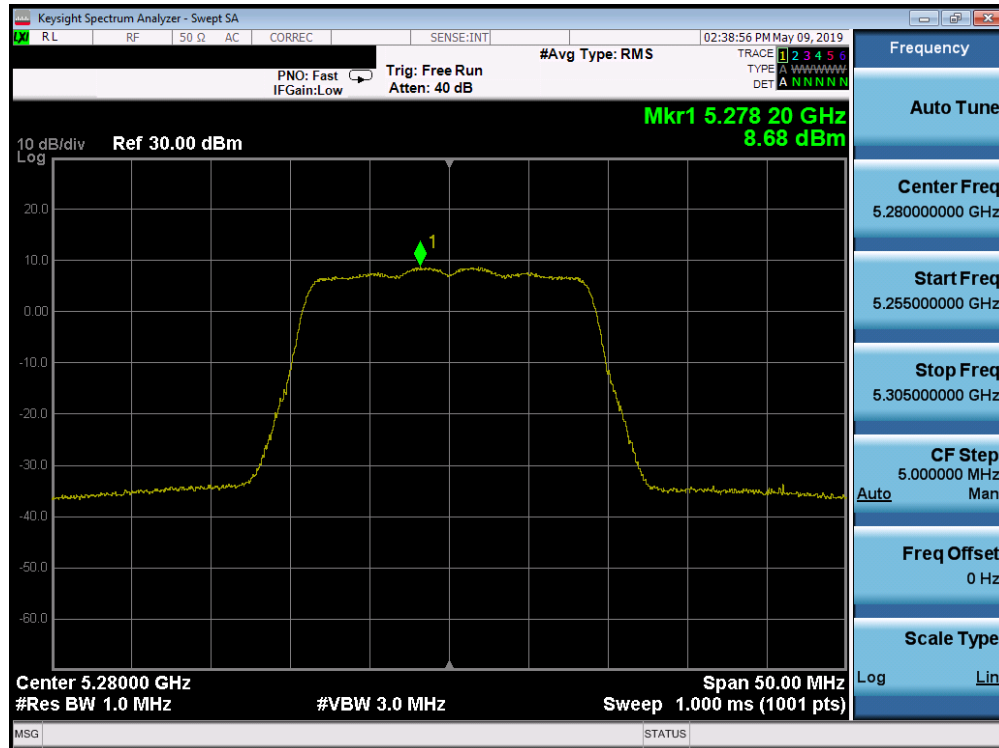 Keysight Spectrum Analyzer - Swept SA
LXI RL RF 50 Ω AC CORREC SENSE:INT 02:38:56 PM May 09, 2019
#Avg Type: RMS
TRACE 1 2 3 4 5 6
TYPE A WWWWW
DET A N N N N N
PNO: Fast
IFGain:Low
Trig: Free Run
Atten: 40 dB
Mkr1 5.278 20 GHz
8.68 dBm
10 dB/div
Log
Ref 30.00 dBm
1
20.0
10.0
0.00
-10.0
-20.0
-30.0
-40.0
-50.0
-60.0
Center 5.28000 GHz
Span 50.00 MHz
#Res BW 1.0 MHz
#VBW 3.0 MHz
Sweep 1.000 ms (1001 pts)
MSG
STATUS
Frequency
Auto Tune
Center Freq
5.280000000 GHz
Start Freq
5.255000000 GHz
Stop Freq
5.305000000 GHz
CF Step
5.000000 MHz
Auto Man
Freq Offset
0 Hz
Scale Type
Log Lin